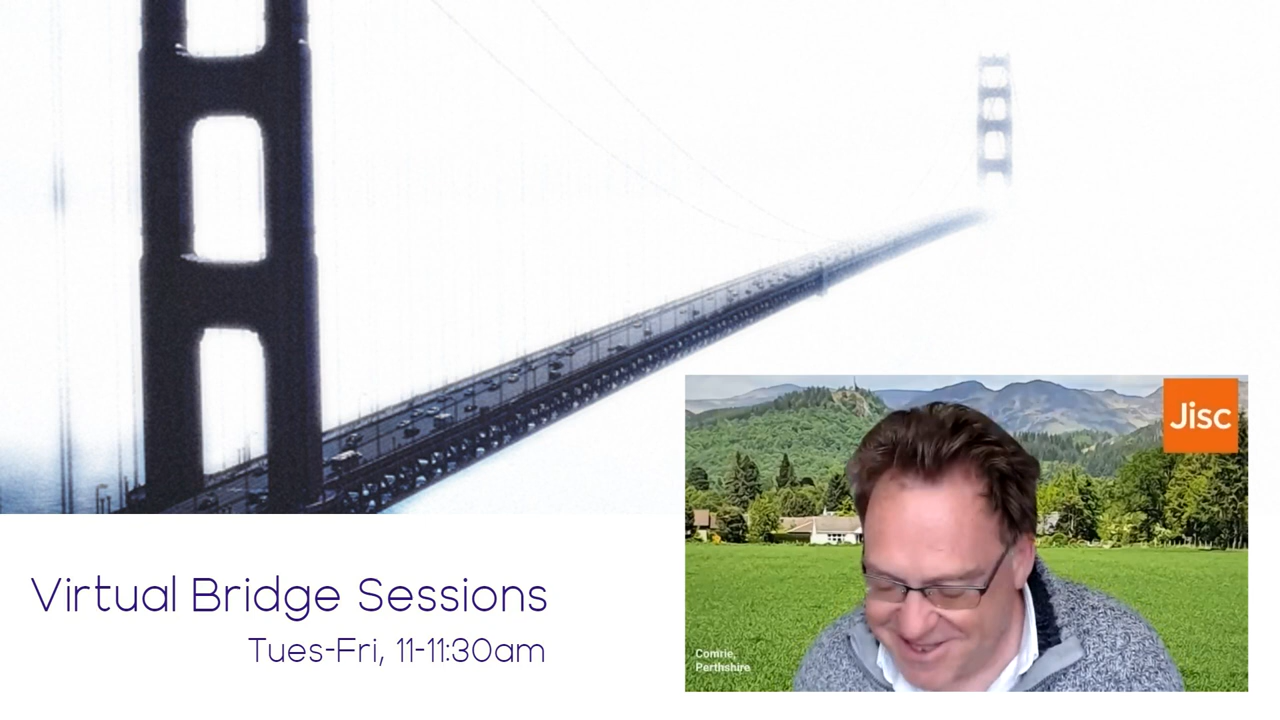 Virtual Bridge Sessions
Tues-Fri, 11-11:30am
Jisc
Comrie,
Perthshire